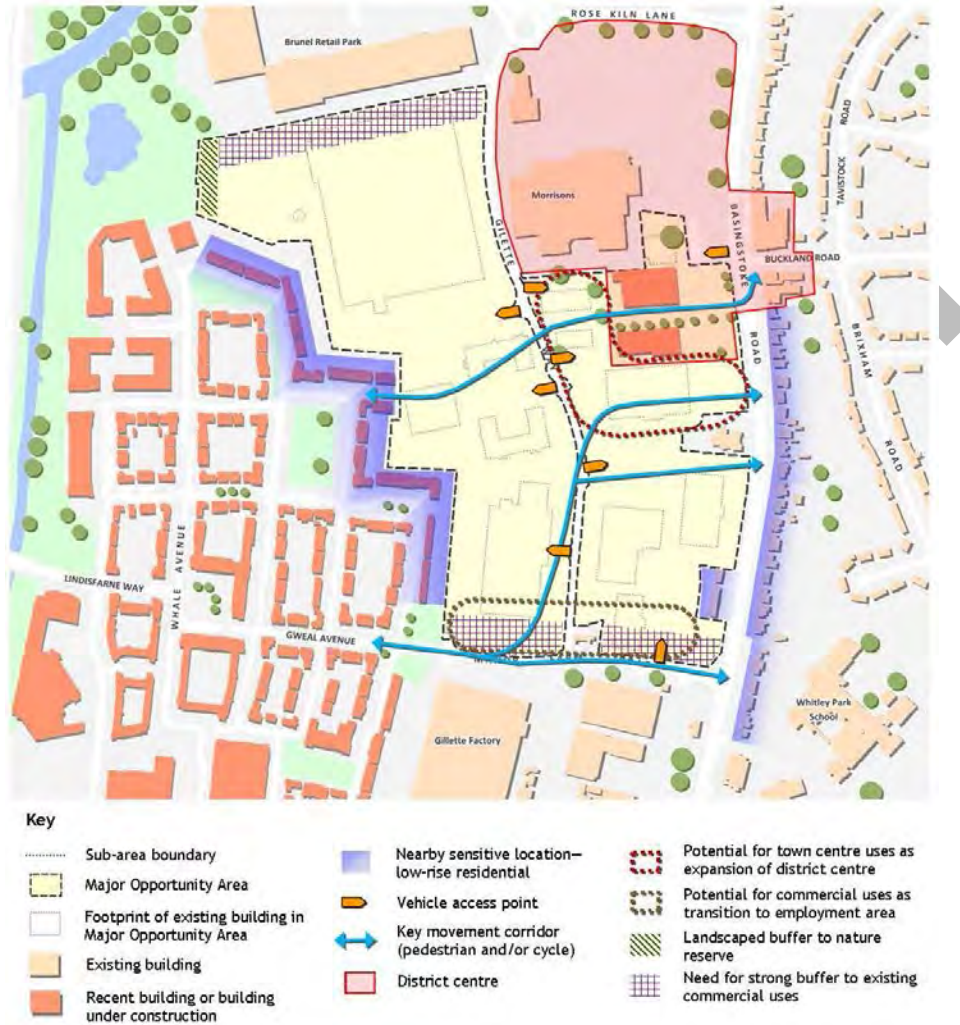 ROSE KILN LANE
Brunel Retail Park
TAVISTOCK ROAD
Morrisons
GILETTE
BASINGSTOKE ROAD
BUCKLAND ROAD
BRIXHAM ROAD
LINDISFARNE WAY
WHALE AVENUE
GWEAL AVENUE
Whitley Park
School
Gillette Factory
Key
Sub-area boundary
Major Opportunity Area
Footprint of existing building in
Major Opportunity Area
Existing building
Recent building or building
under construction
Nearby sensitive location–
low-rise residential
Vehicle access point
Key movement corridor
(pedestrian and/or cycle)
District centre
Potential for town centre uses as
expansion of district centre
Potential for commercial uses as
transition to employment area
Landscaped buffer to nature
reserve
Need for strong buffer to existing
commercial uses